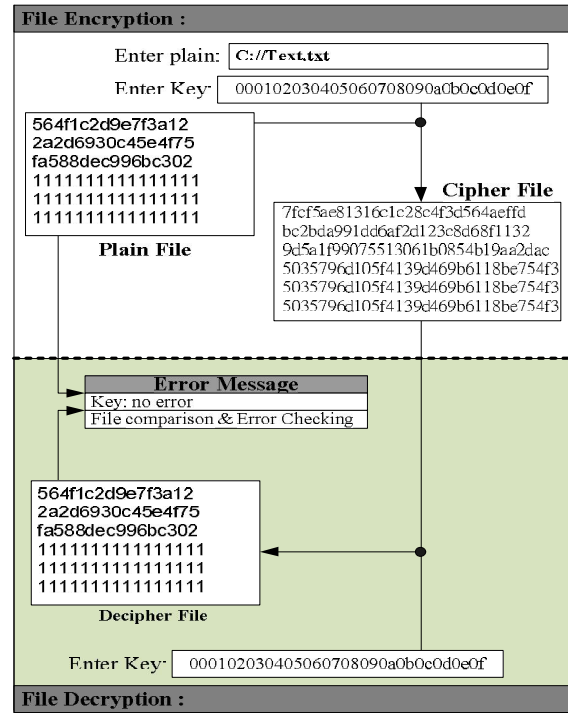 File Encryption :
Enter plain: C://Text.txt
Enter Key: 000102030405060708090a0b0c0d0e0f
564f1c2d9e7f3a12
2a2d6930c45e4f75
fa588dec996bc302
1111111111111111
1111111111111111
1111111111111111
Plain File
Cipher File
7fcf5ae81316c1c28c4f3d564aeffd
bc2bda991dd6af2d123c8d68f1132
9d5a1f99075513061b0854b19aa2dac
5035796d105f4139d469b6118be754f3
5035796d105f4139d469b6118be754f3
5035796d105f4139d469b6118be754f3
Error Message
Key: no error
File comparison & Error Checking
564f1c2d9e7f3a12
2a2d6930c45e4f75
fa588dec996bc302
1111111111111111
1111111111111111
1111111111111111
Decipher File
Enter Key: 000102030405060708090a0b0c0d0e0f
File Decryption :